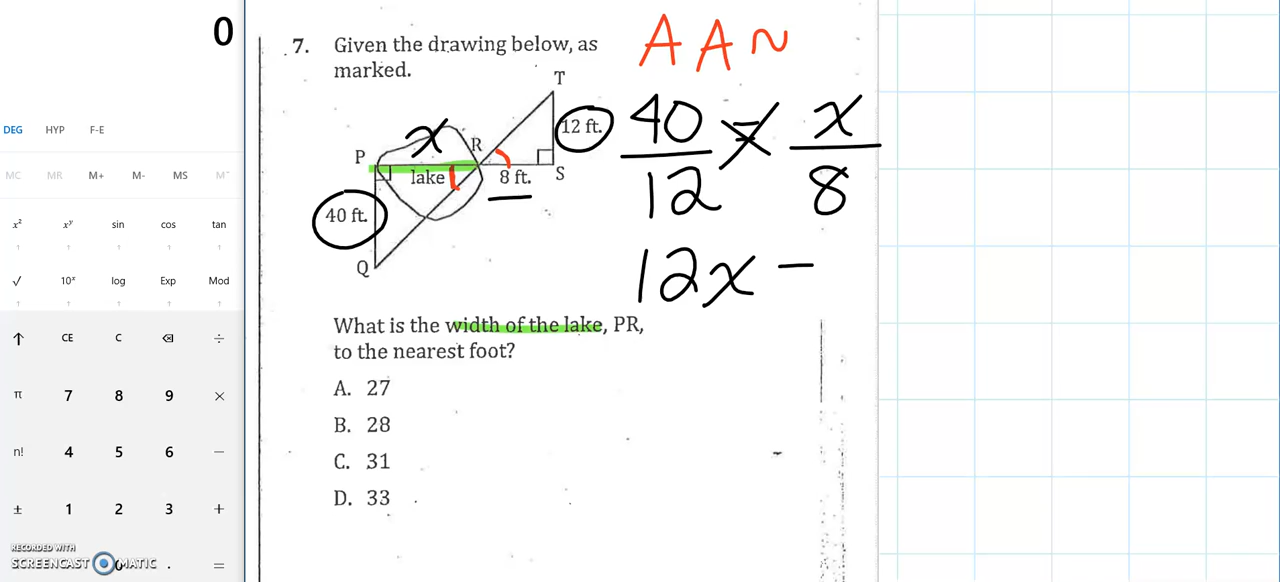 0
DEG HYP F-E
MC MR M+ M- MS M˅
x² xʸ sin cos tan
√ 10ˣ log Exp Mod
↑ CE C ⌫ ÷
π 7 8 9 ×
n! 4 5 6 −
± 1 2 3 +
0 . =
RECORDED WITH
SCREENCAST MATIC
7. Given the drawing below, as
marked.
T
12 ft.
x
R
P
lake
8 ft.
S
40 ft.
Q
What is the width of the lake, PR,
to the nearest foot?
A. 27
B. 28
C. 31
D. 33
A A ~
40 = x
12 8
12x =